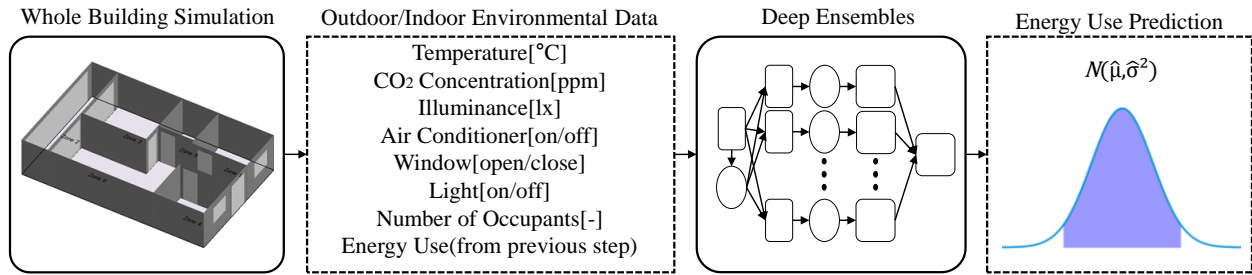 Whole Building Simulation
Outdoor/Indoor Environmental Data
Deep Ensembles
Energy Use Prediction
Temperature[°C]
CO2 Concentration[ppm]
Illuminance[lx]
Air Conditioner[on/off]
Window[open/close]
Light[on/off]
Number of Occupants[-]
Energy Use(from previous step)
N(μ̂,σ̂²)